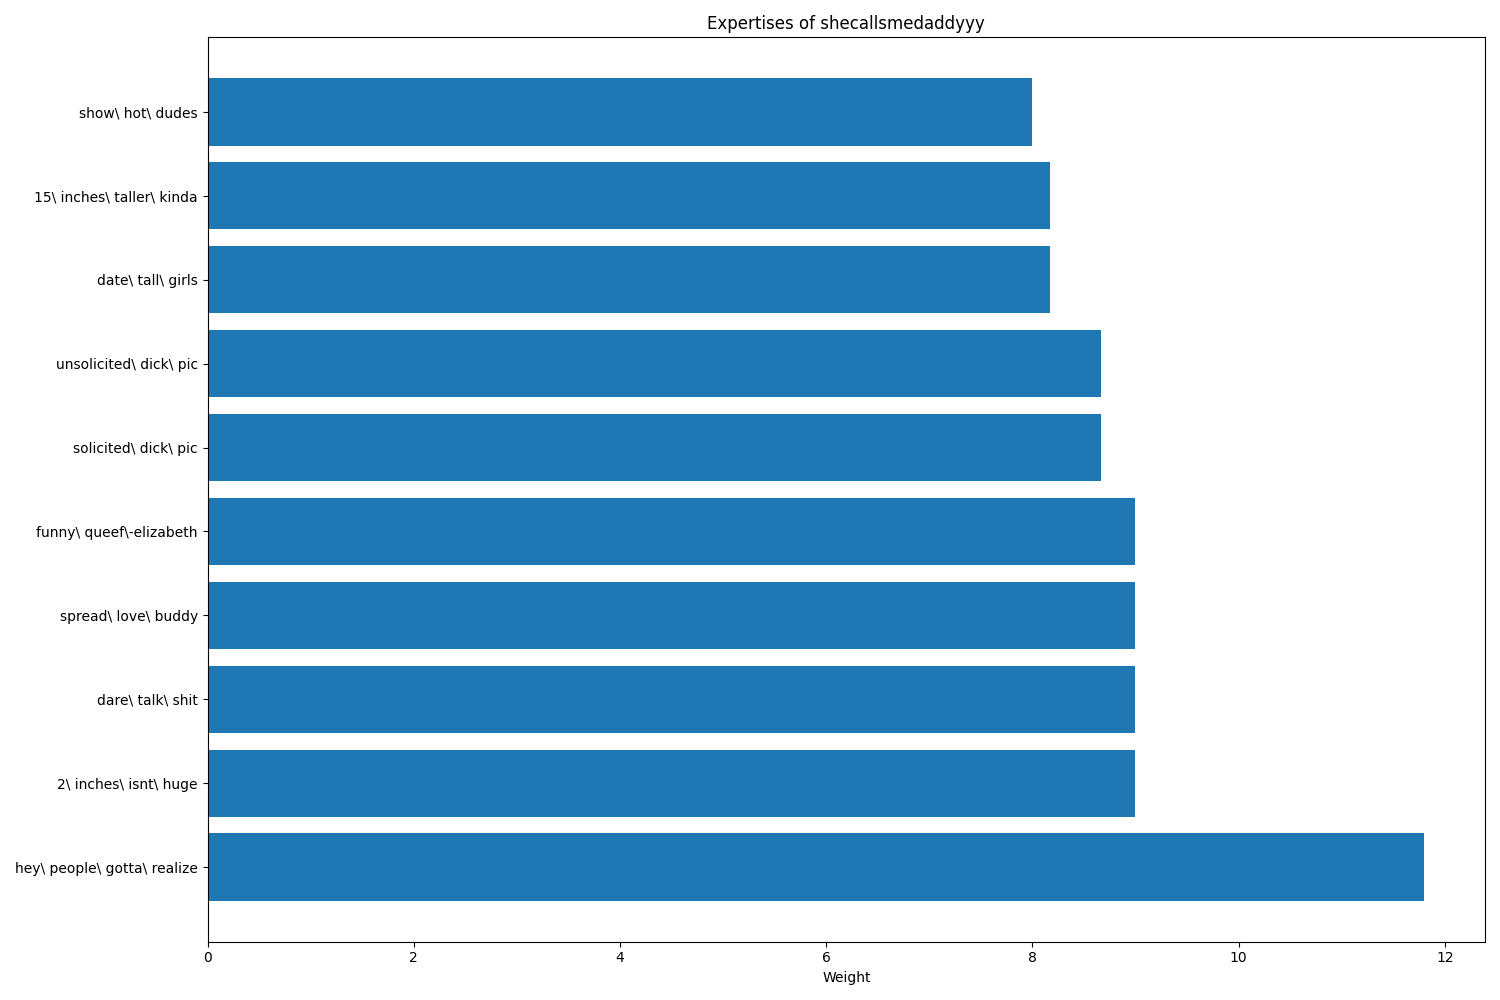 Expertises of shecallsmedaddyyy
show\ hot\ dudes
15\ inches\ taller\ kinda
date\ tall\ girls
unsolicited\ dick\ pic
solicited\ dick\ pic
funny\ queef\-elizabeth
spread\ love\ buddy
dare\ talk\ shit
2\ inches\ isnt\ huge
hey\ people\ gotta\ realize
0 2 4 6 8 10 12
Weight